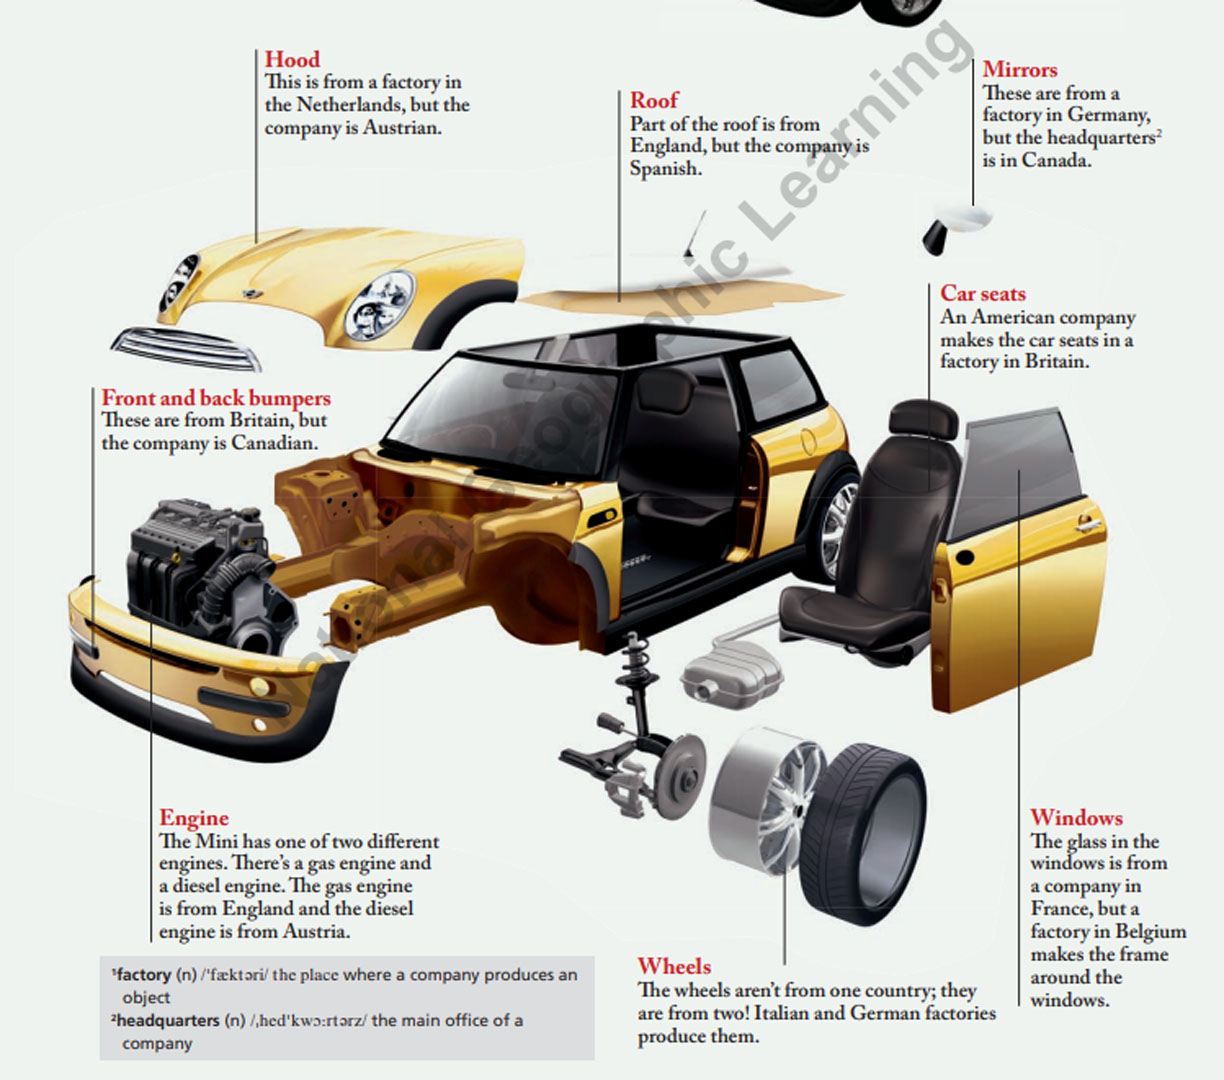 Hood
This is from a factory in
the Netherlands, but the
company is Austrian.
Roof
Part of the roof is from
England, but the company is
Spanish.
Mirrors
These are from a
factory in Germany,
but the headquarters²
is in Canada.
Car seats
An American company
makes the car seats in a
factory in Britain.
Front and back bumpers
These are from Britain, but
the company is Canadian.
Engine
The Mini has one of two different
engines. There's a gas engine and
a diesel engine. The gas engine
is from England and the diesel
engine is from Austria.
Wheels
The wheels aren't from one country; they
are from two! Italian and German factories
produce them.
Windows
The glass in the
windows is from
a company in
France, but a
factory in Belgium
makes the frame
around the
windows.
¹factory (n) /ˈfæktəri/ the place where a company produces an
object
²headquarters (n) /ˌhedˈkwɔːrtərz/ the main office of a
company
National Geographic Learning